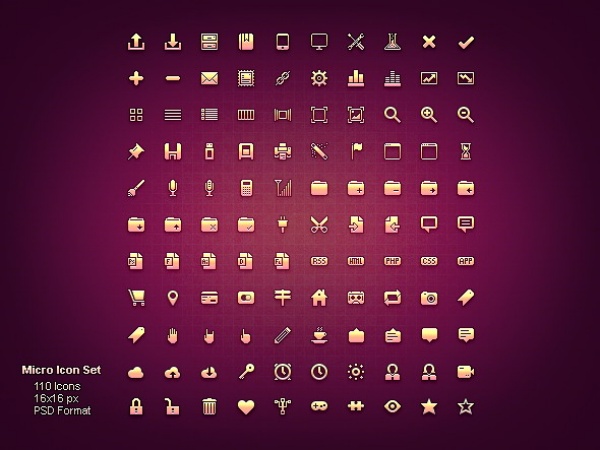 RSS HTML PHP CSS APP
Micro Icon Set
110 Icons
16x16 px
PSD Format